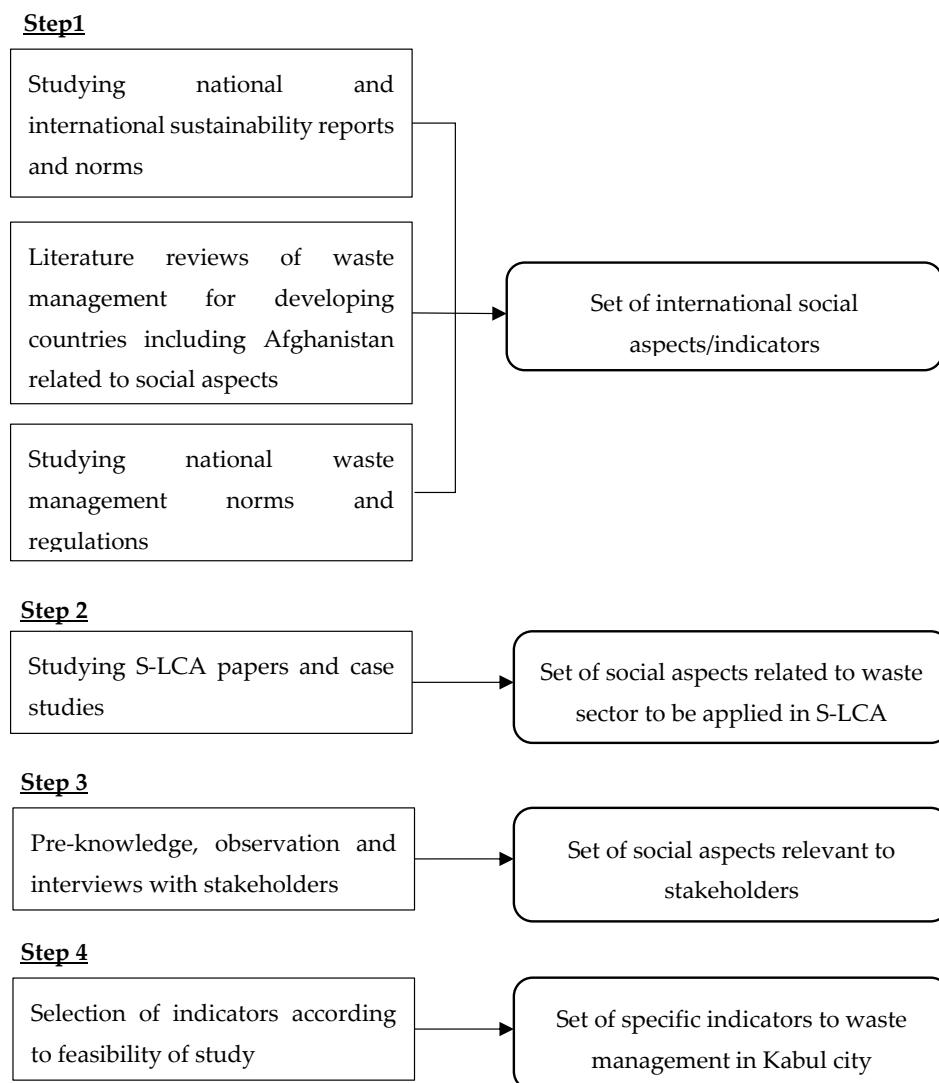 Step1
Studying national and
international sustainability reports
and norms
Literature reviews of waste
management for developing
countries including Afghanistan
related to social aspects
Studying national waste
management norms and
regulations
Set of international social
aspects/indicators
Step 2
Studying S-LCA papers and case
studies
Set of social aspects related to waste
sector to be applied in S-LCA
Step 3
Pre-knowledge, observation and
interviews with stakeholders
Set of social aspects relevant to
stakeholders
Step 4
Selection of indicators according
to feasibility of study
Set of specific indicators to waste
management in Kabul city